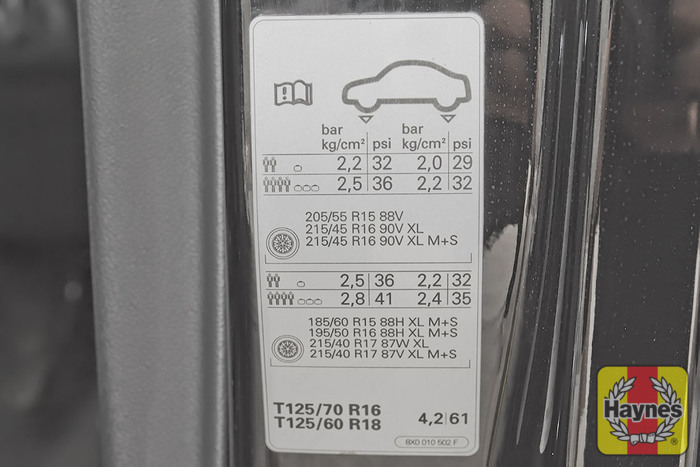 bar bar
kg/cm² psi kg/cm² psi
2,2 32 2,0 29
2,5 36 2,2 32
205/55 R15 88V
215/45 R16 90V XL
215/45 R16 90V XL M+S
2,5 36 2,2 32
2,8 41 2,4 35
185/60 R15 88H XL M+S
195/50 R16 88H XL M+S
215/40 R17 87W XL
215/40 R17 87V XL M+S
T125/70 R16
T125/60 R18 4,2 61
8X0 010 502 F
Haynes